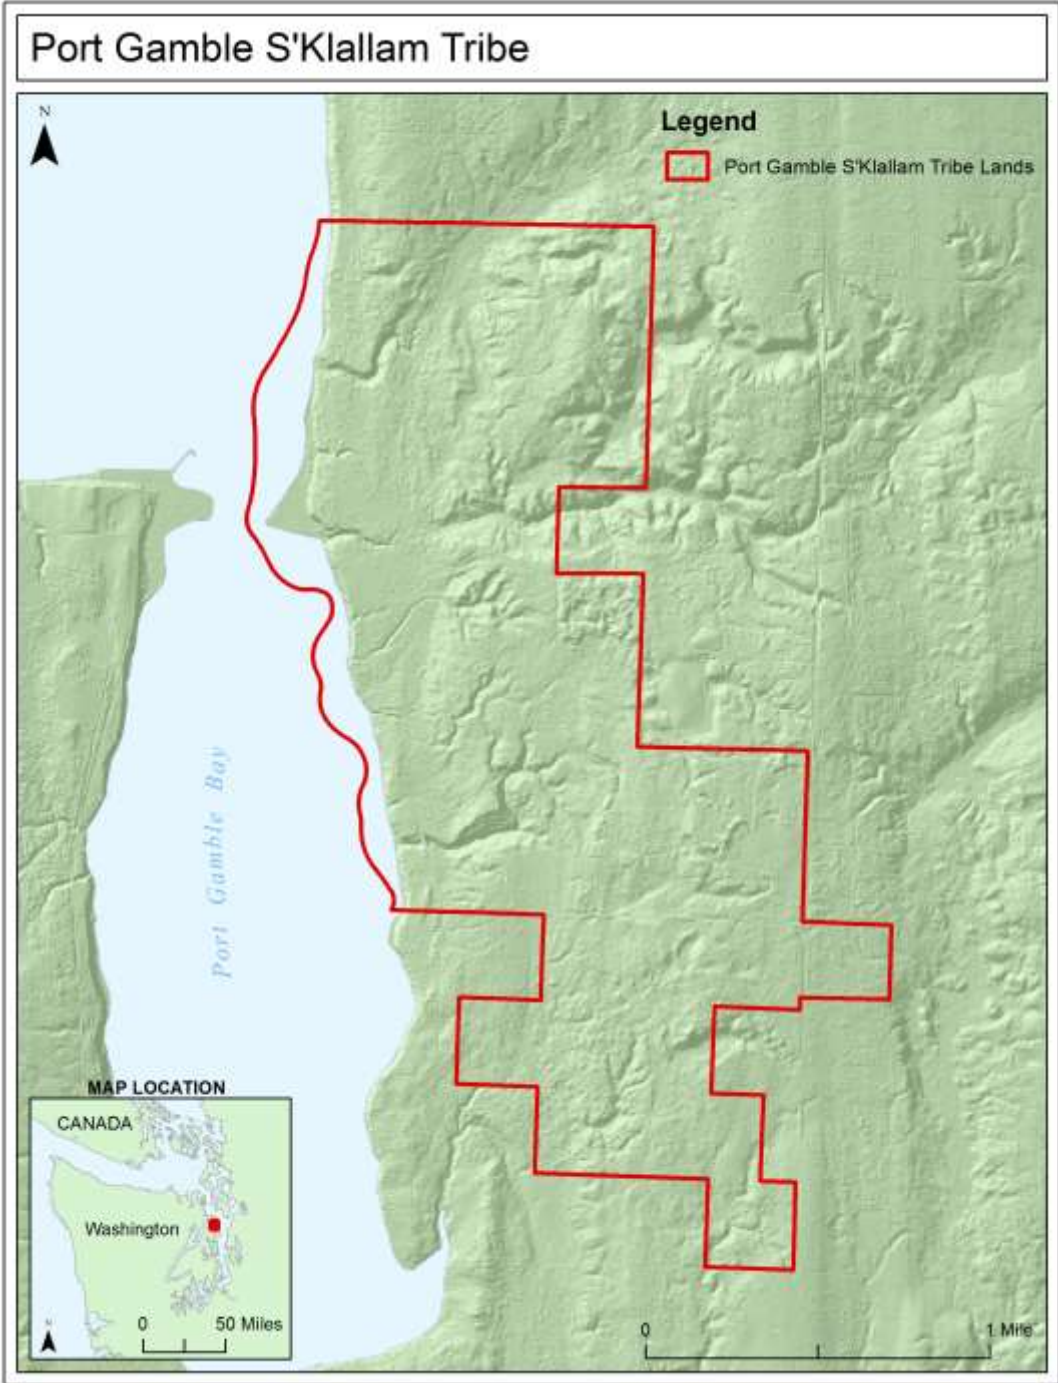 Port Gamble S'Klallam Tribe
N
Legend
Port Gamble S'Klallam Tribe Lands
Port Gamble Bay
MAP LOCATION
CANADA
Washington
0 50 Miles
N
0 1 Mile